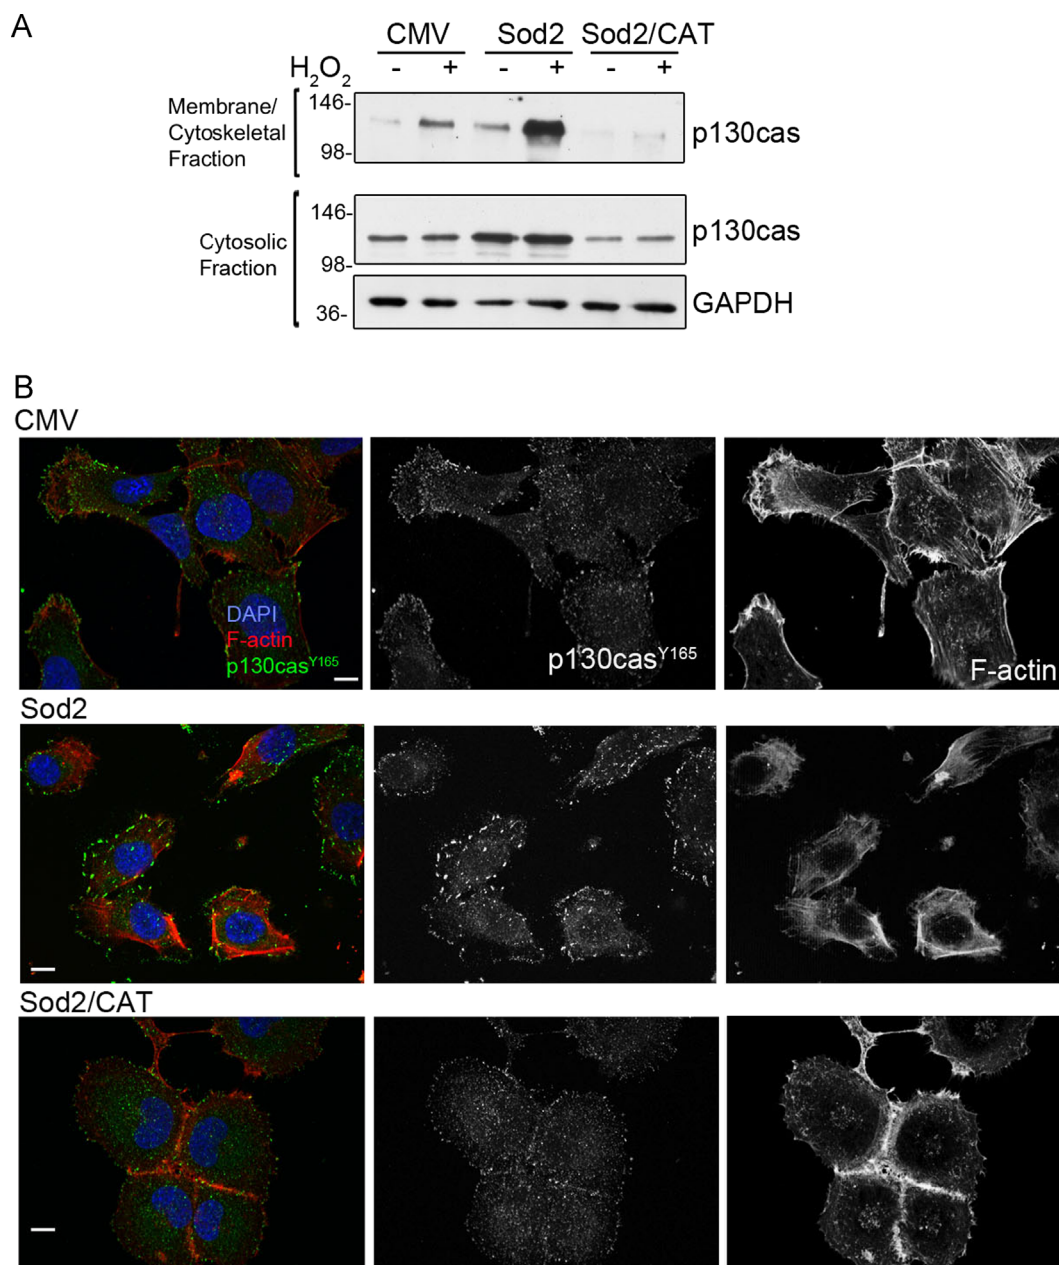 A
CMV Sod2 Sod2/CAT
H2O2 - + - + - +
Membrane/
Cytoskeletal
Fraction
146-
98-
p130cas
Cytosolic
Fraction
146-
98-
p130cas
36-
GAPDH
B
CMV
DAPI
F-actin
p130casY165
p130casY165
F-actin
Sod2
Sod2/CAT